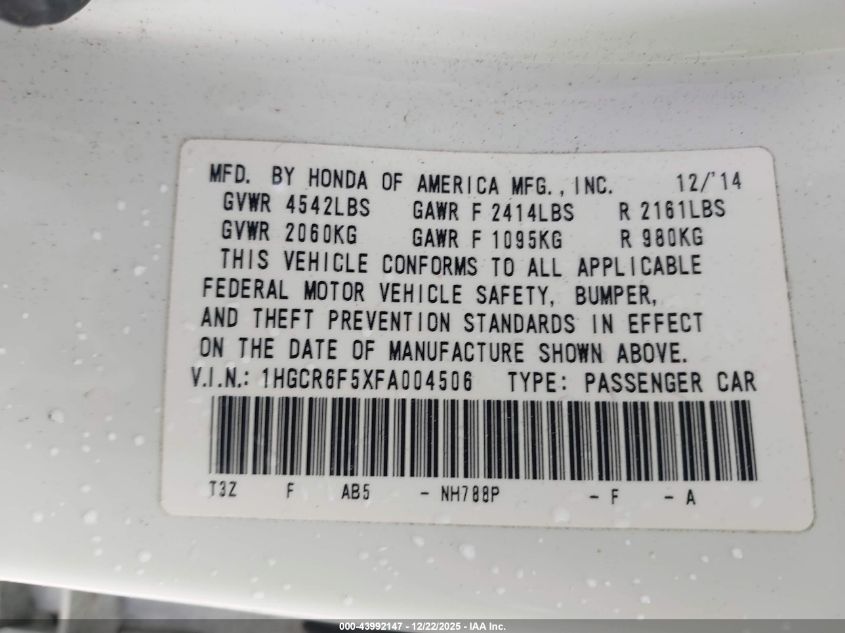 MFD. BY HONDA OF AMERICA MFG., INC. 12/'14
GVWR 4542LBS GAWR F 2414LBS R 2161LBS
GVWR 2060KG GAWR F 1095KG R 980KG
THIS VEHICLE CONFORMS TO ALL APPLICABLE
FEDERAL MOTOR VEHICLE SAFETY, BUMPER,
AND THEFT PREVENTION STANDARDS IN EFFECT
ON THE DATE OF MANUFACTURE SHOWN ABOVE.
V.I.N.: 1HGCR6F5XFA004506 TYPE: PASSENGER CAR
T3Z F AB5 - NH788P - F - A
000-43992147 - 12/22/2025 - IAA Inc.